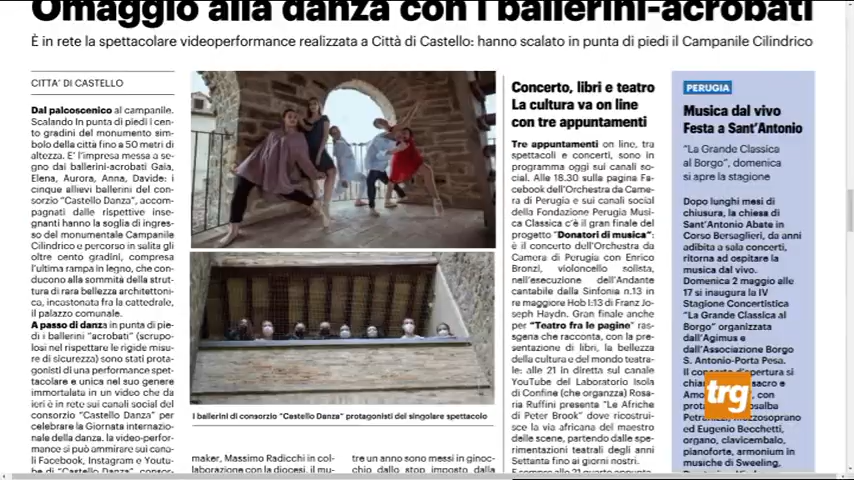 Omaggio alla danza con i ballerini-acrobati
È in rete la spettacolare videoperformance realizzata a Città di Castello: hanno scalato in punta di piedi il Campanile Cilindrico
CITTA' DI CASTELLO
Dal palcoscenico al campanile.
Scalando in punta di piedi i cen-
to gradini del monumento sim-
bolo della città fino a 50 metri di
altezza. E' l'impresa messa a se-
gno dai ballerini-acrobati Gaia,
Elena, Aurora, Anna, Davide: i
cinque allievi ballerini del con-
sorzio "Castello Danza", accom-
pagnati dalle rispettive inse-
gnanti hanno la soglia di ingres-
so del monumentale Campanile
Cilindrico e percorso in salita gli
oltre cento gradini, compresa
l'ultima rampa in legno, che con-
ducono alla sommità della strut-
tura di rara bellezza architettoni-
ca, incastonata fra la cattedrale,
il palazzo comunale.
A passo di danza in punta di pie-
di i ballerini "acrobati" (scrupo-
losi nel rispettare le rigide misu-
re di sicurezza) sono stati prota-
gonisti di una performance spet-
tacolare e unica nel suo genere
immortalata in un video che da
ieri è in rete sui canali social del
consorzio "Castello Danza" per
celebrare la Giornata internazio-
nale della danza. la video-perfor-
mance si può ammirare sui cana-
li Facebook, Instagram e Youtu-
be di "Castello Danza", consor-
I ballerini di consorzio "Castello Danza" protagonisti del singolare spettacolo
maker, Massimo Radicchi in col-
laborazione con la diocesi, il mu-
tre un anno sono messi in ginoc-
chio dallo stop imposto dalla
Concerto, libri e teatro
La cultura va on line
con tre appuntamenti
Tre appuntamenti on line, tra
spettacoli e concerti, sono in
programma oggi sui canali so-
cial. Alle 18.30 sulla pagina Fa-
cebook dell'Orchestra da Came-
ra di Perugia e sui canali social
della Fondazione Perugia Musi-
ca Classica c'è il gran finale del
progetto "Donatori di musica":
è il concerto dell'Orchestra da
Camera di Perugia con Enrico
Bronzi, violoncello solista,
nell'esecuzione dell'Andante
cantabile dalla Sinfonia n.13 in
re maggiore Hob I:13 di Franz Jo-
seph Haydn. Gran finale anche
per "Teatro fra le pagine" ras-
segna che racconta, con la pre-
sentazione di libri, la bellezza
della cultura e del mondo teatra-
le: alle 21 in diretta sul canale
YouTube del Laboratorio Isola
di Confine (che organzza) Rosa-
ria Ruffini presenta "Le Afriche
di Peter Brook" dove ricostrui-
sce la via africana del maestro
delle scene, partendo dalle spe-
rimentazioni teatrali degli anni
Settanta fino ai giorni nostri.
PERUGIA
Musica dal vivo
Festa a Sant'Antonio
"La Grande Classica
al Borgo", domenica
si apre la stagione
Dopo lunghi mesi di
chiusura, la chiesa di
Sant'Antonio Abate in
Corso Bersaglieri, da anni
adibita a sala concerti,
ritorna ad ospitare la
musica dal vivo.
Domenica 2 maggio alle
17 si inaugura la IV
Stagione Concertistica
"La Grande Classica al
Borgo" organizzata
dall'Agimus e
dall'Associazione Borgo
S. Antonio-Porta Pesa.
Il concerto d'apertura si
trg
ed Eugenio Becchetti,
organo, clavicembalo,
pianoforte, armonium in
musiche di Sweeling,